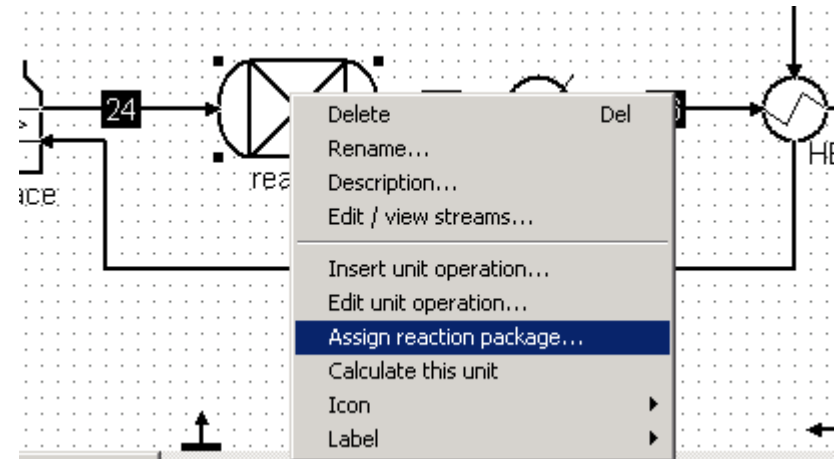 24
Delete Del
Rename...
Description...
Edit / view streams...
Insert unit operation...
Edit unit operation...
Assign reaction package...
Calculate this unit
Icon
Label